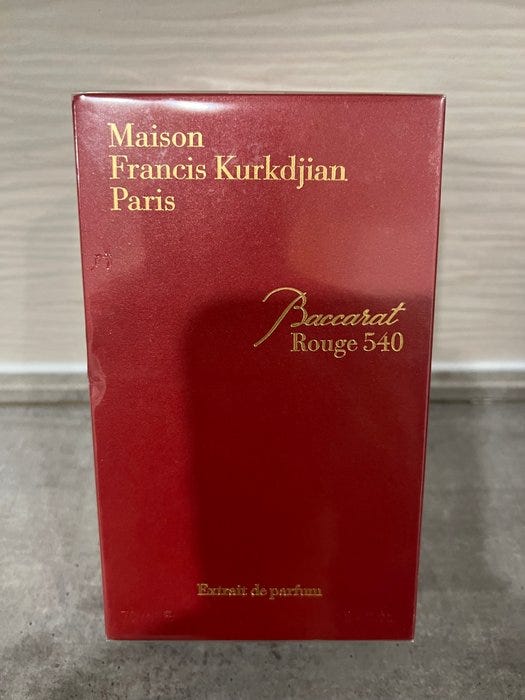 Maison
Francis Kurkdjian
Paris
Baccarat
Rouge 540
Extrait de parfum